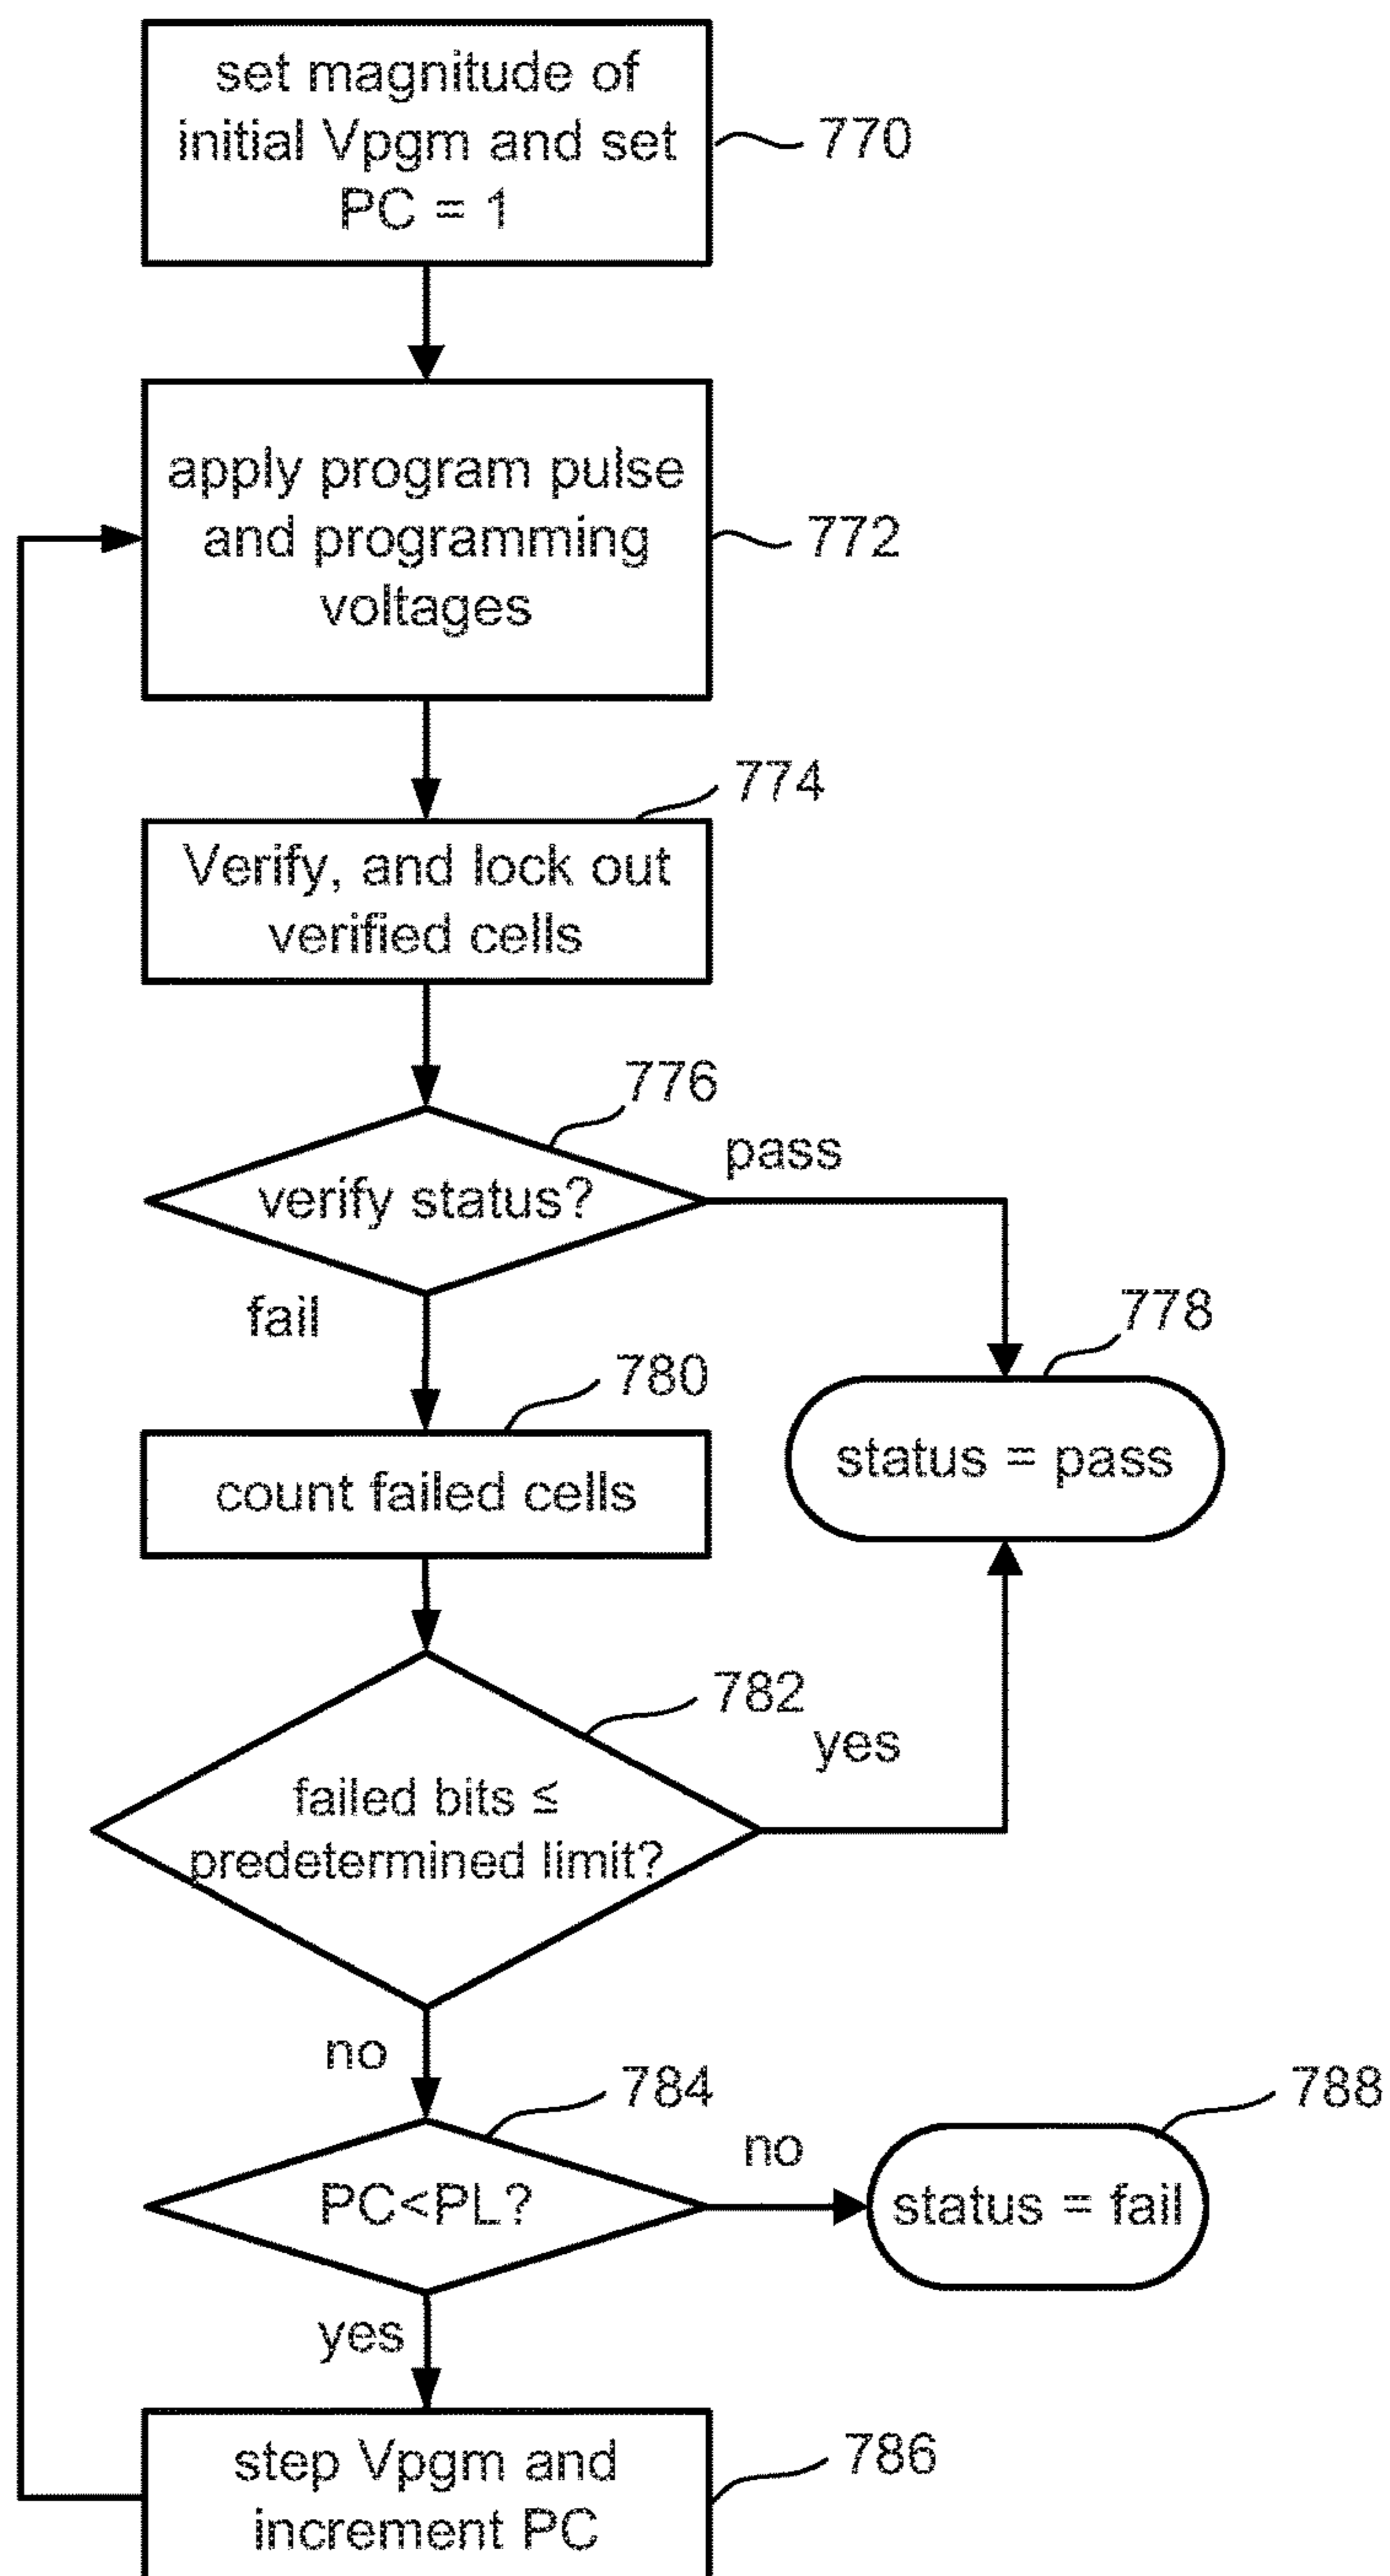 set magnitude of
initial Vpgm and set
PC = 1
770
apply program pulse
and programming
voltages
772
774
Verify, and lock out
verified cells
776
pass
verify status?
fail
778
780
status = pass
count failed cells
782
yes
failed bits ≤
predetermined limit?
no
784
788
no
PC<PL?
status = fail
yes
step Vpgm and
increment PC
786